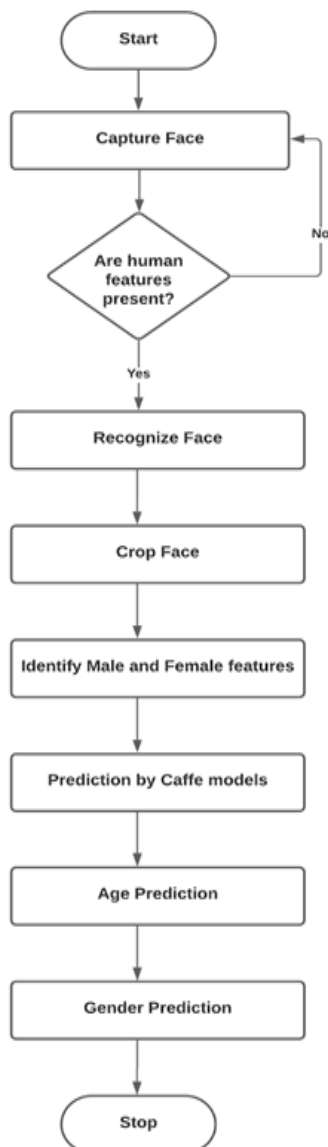 Start
Capture Face
Are human
features
present?
No
Yes
Recognize Face
Crop Face
Identify Male and Female features
Prediction by Caffe models
Age Prediction
Gender Prediction
Stop